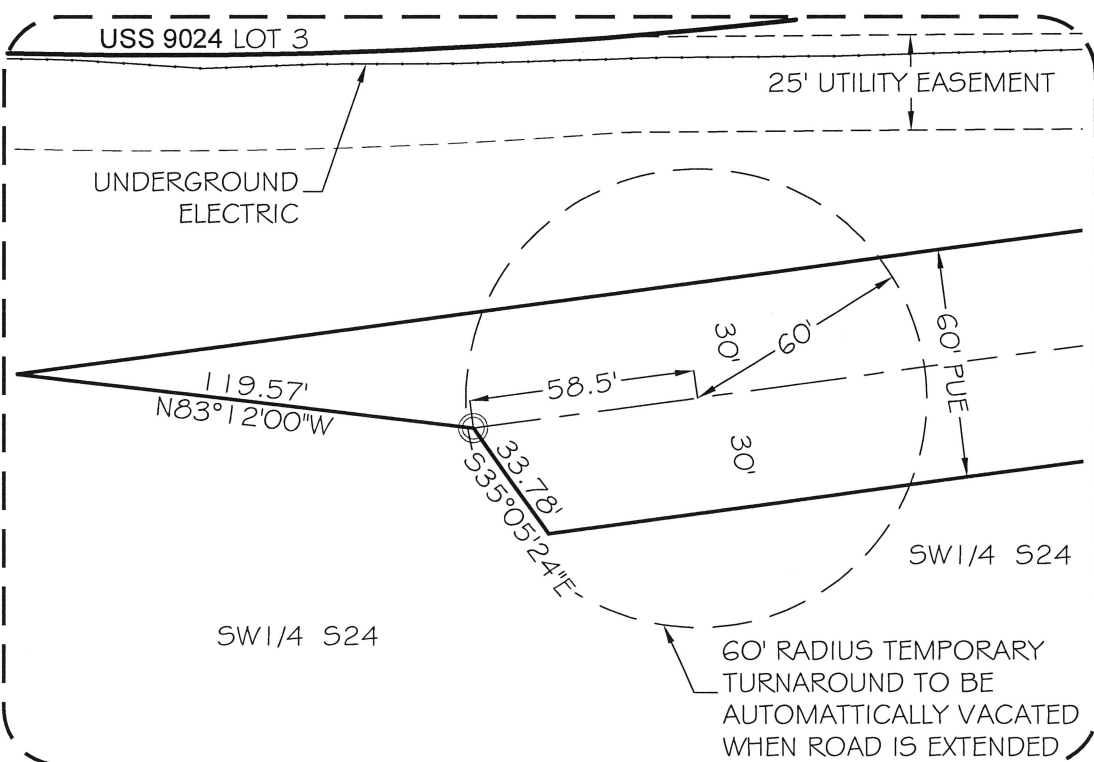 USS 9024 LOT 3
25' UTILITY EASEMENT
UNDERGROUND
ELECTRIC
119.57'
N83°12'00"W
58.5'
30'
60'
60' PUE
30'
33.78'
S35°05'24"E
SW1/4 S24
SW1/4 S24
60' RADIUS TEMPORARY
TURNAROUND TO BE
AUTOMATTICALLY VACATED
WHEN ROAD IS EXTENDED